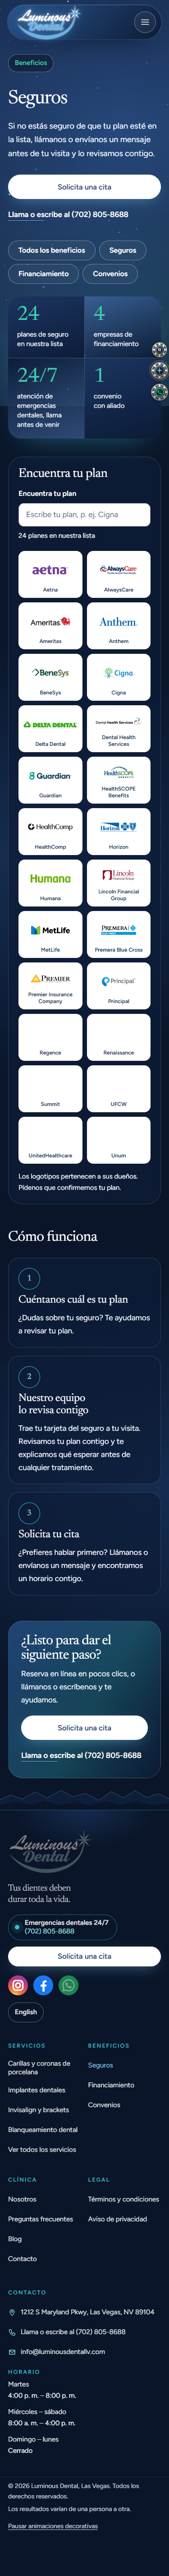 Luminous
Dental
Beneficios
Seguros
Si no estás seguro de que tu plan esté en
la lista, llámanos o envíanos un mensaje
antes de tu visita y lo revisamos contigo.
Solicita una cita
Llama o escribe al (702) 805-8688
Todos los beneficios
Seguros
Financiamiento
Convenios
24
planes de seguro
en nuestra lista
4
empresas de
financiamiento
24/7
atención de
emergencias
dentales, llama
antes de venir
1
convenio
con aliado
Encuentra tu plan
Encuentra tu plan
Escribe tu plan, p. ej. Cigna
24 planes en nuestra lista
aetna
Aetna
AlwaysCare
AlwaysCare
Ameritas
Ameritas
Anthem
Anthem
BeneSys
BeneSys
Cigna
Cigna
DELTA DENTAL
Delta Dental
Dental Health Services
Dental Health
Services
Guardian
Guardian
HealthSCOPE
HealthSCOPE
Benefits
HealthComp
HealthComp
Horizon
Horizon
Humana
Humana
Lincoln
Lincoln Financial
Group
MetLife
MetLife
PREMERA
Premera Blue Cross
PREMIER
Premier Insurance
Company
Principal
Principal
Regence
Renaissance
Summit
UFCW
UnitedHealthcare
Unum
Los logotipos pertenecen a sus dueños.
Pídenos que confirmemos tu plan.
Cómo funciona
1
Cuéntanos cuál es tu plan
¿Dudas sobre tu seguro? Te ayudamos
a revisar tu plan.
2
Nuestro equipo
lo revisa contigo
Trae tu tarjeta del seguro a tu visita.
Revisamos tu plan contigo y te
explicamos qué esperar antes de
cualquier tratamiento.
3
Solicita tu cita
¿Prefieres hablar primero? Llámanos o
envíanos un mensaje y encontramos
un horario contigo.
¿Listo para dar el
siguiente paso?
Reserva en línea en pocos clics, o
llámanos o escríbenos y te
ayudamos.
Solicita una cita
Llama o escribe al (702) 805-8688
Luminous
Dental
Tus dientes deben
durar toda la vida.
Emergencias dentales 24/7
(702) 805-8688
Solicita una cita
English
SERVICIOS
Carillas y coronas de
porcelana
Implantes dentales
Invisalign y brackets
Blanqueamiento dental
Ver todos los servicios
BENEFICIOS
Seguros
Financiamiento
Convenios
CLÍNICA
Nosotros
Preguntas frecuentes
Blog
Contacto
LEGAL
Términos y condiciones
Aviso de privacidad
CONTACTO
1212 S Maryland Pkwy, Las Vegas, NV 89104
Llama o escribe al (702) 805-8688
info@luminousdentallv.com
HORARIO
Martes
4:00 p. m. – 8:00 p. m.
Miércoles – sábado
8:00 a. m. – 4:00 p. m.
Domingo – lunes
Cerrado
© 2026 Luminous Dental, Las Vegas. Todos los
derechos reservados.
Los resultados varían de una persona a otra.
Pausar animaciones decorativas